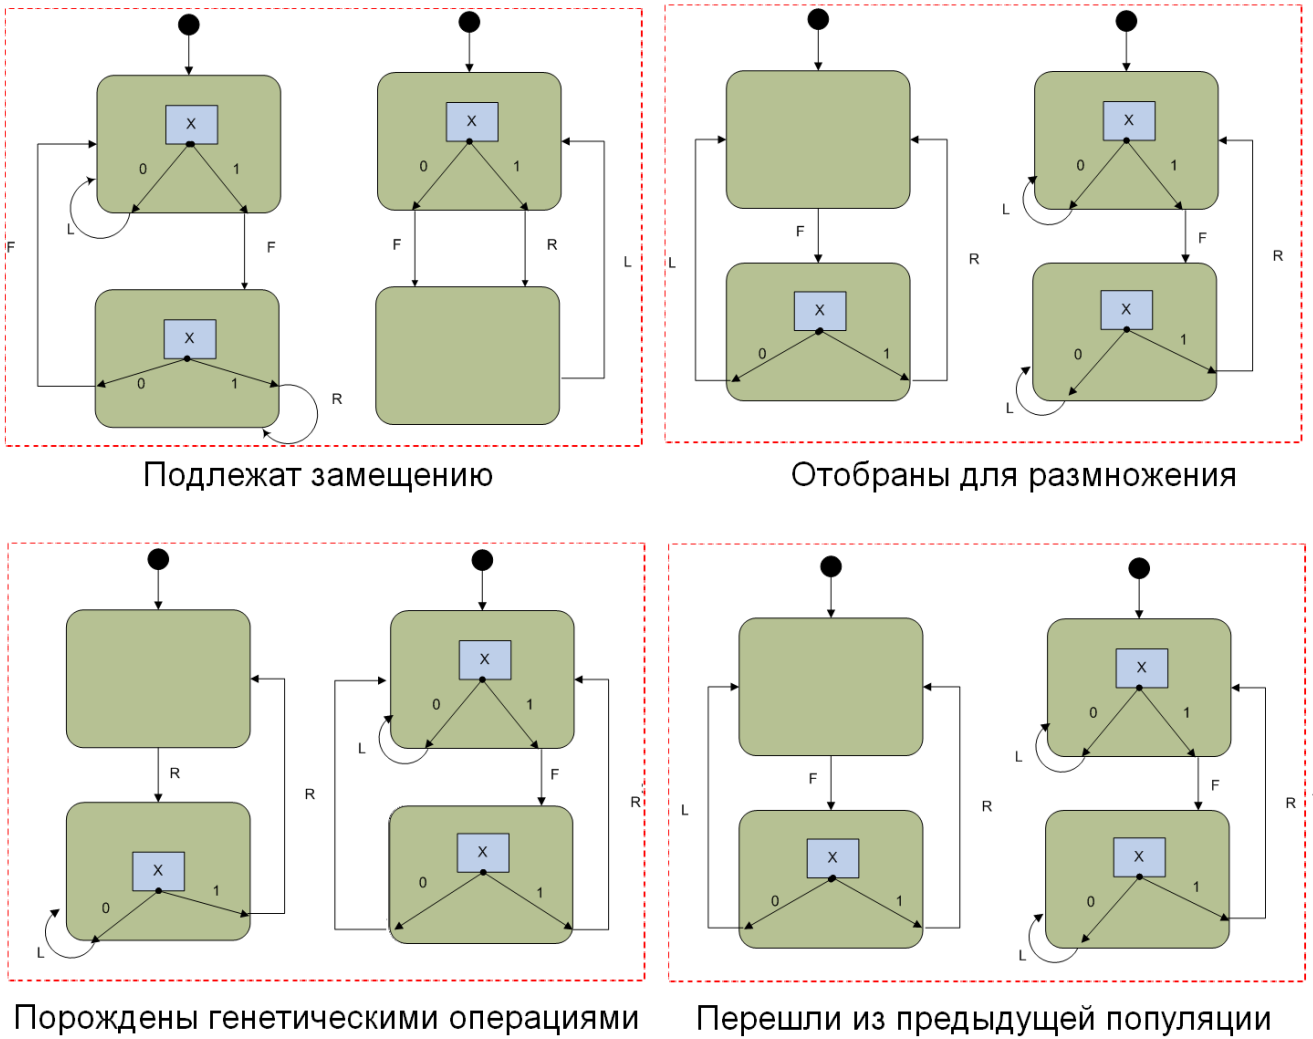 X
0 1
L
F
F
X
0 1
R
X
0 1
F
R
L
Подлежат замещению
F
L
R
X
0 1
X
0 1
L
F
R
X
0 1
L
Отобраны для размножения
R
X
0 1
L
X
0 1
L
F
R
R
X
0 1
Порождены генетическими операциями
F
L
R
X
0 1
X
0 1
L
F
R
X
0 1
L
Перешли из предыдущей популяции